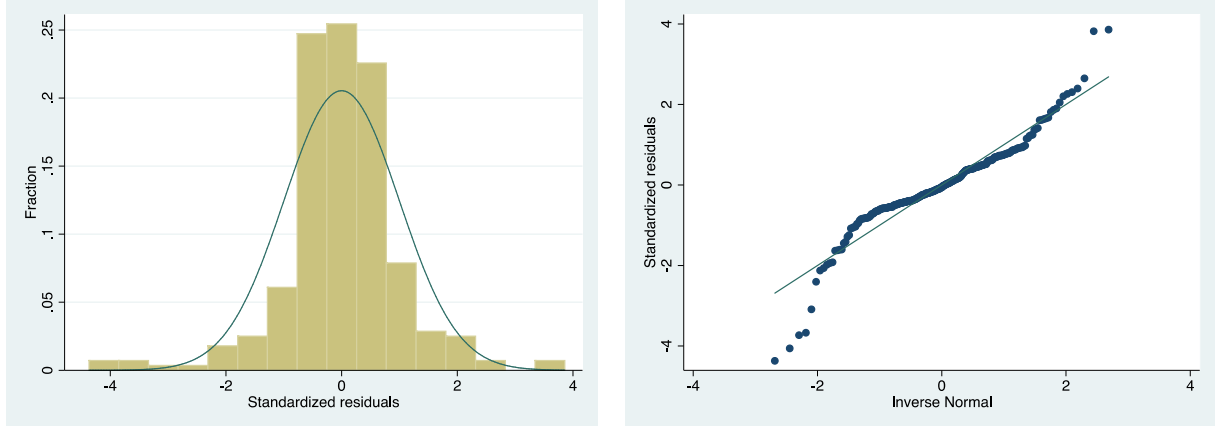 .25
.2
.15
.1
.05
0
Fraction
-4 -2 0 2 4
Standardized residuals
4
2
0
-2
-4
Standardized residuals
-4 -2 0 2 4
Inverse Normal